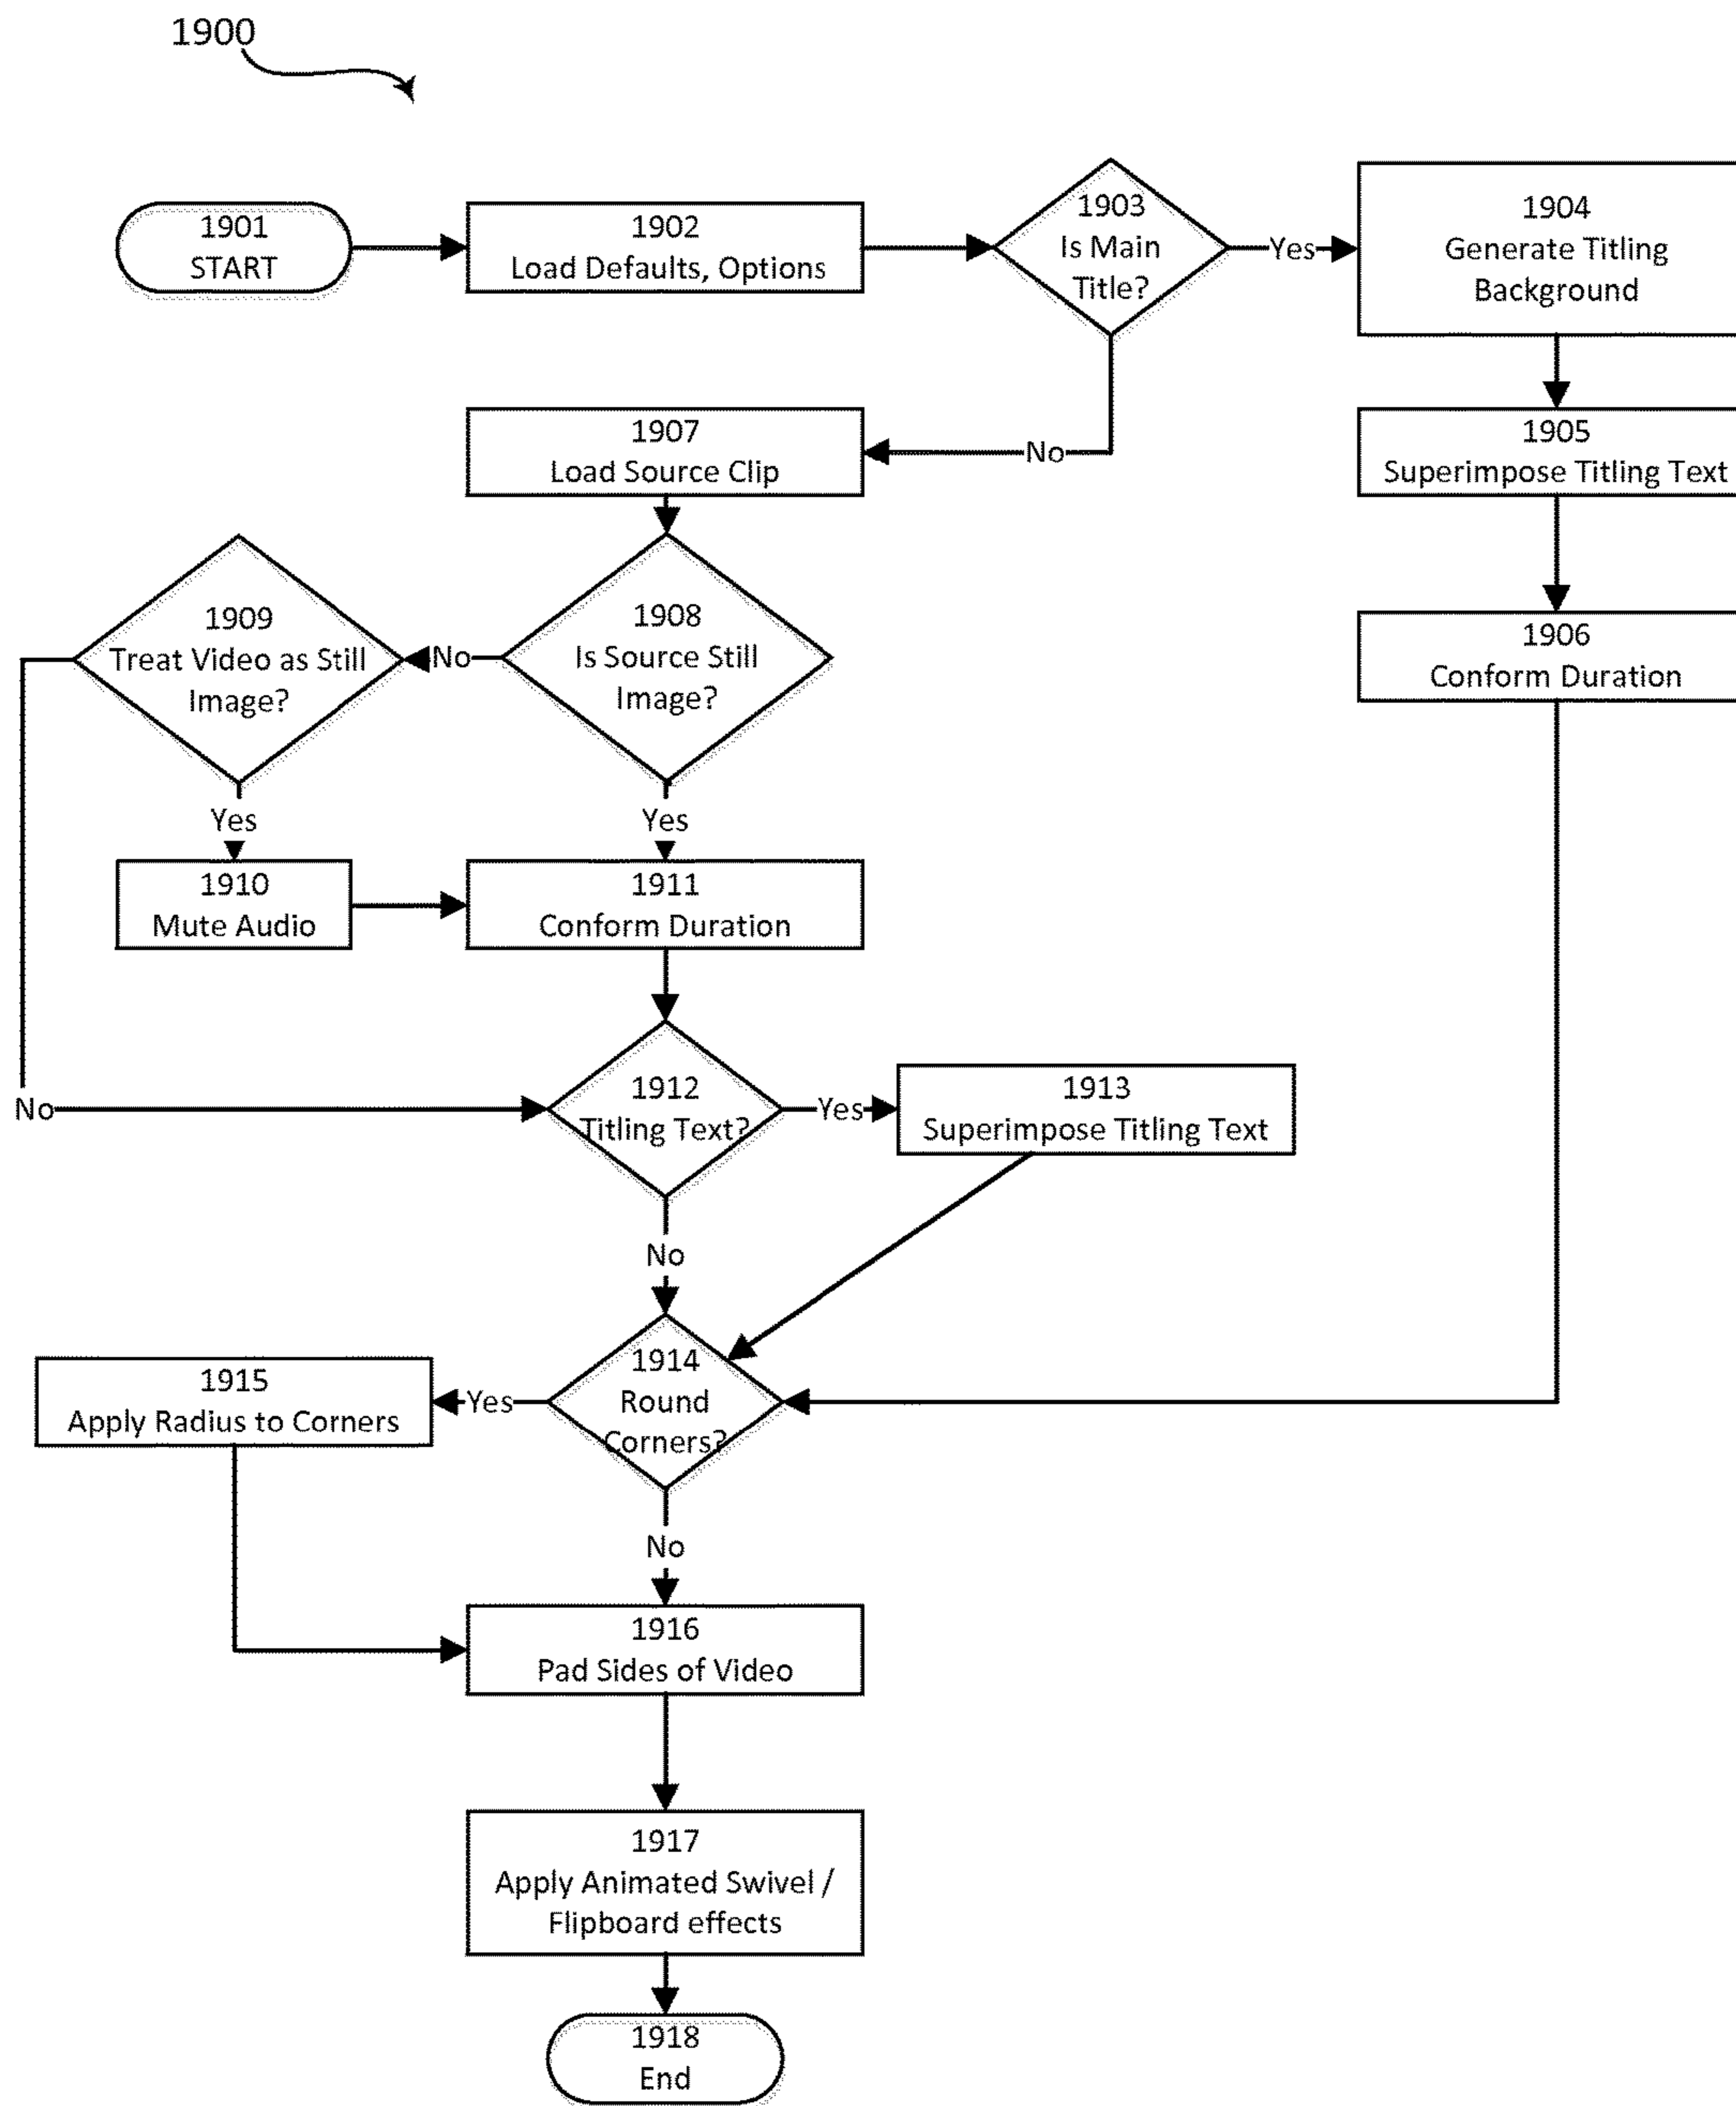 1900
1901
START
1902
Load Defaults, Options
1903
Is Main
Title?
Yes
1904
Generate Titling
Background
No
1907
Load Source Clip
1905
Superimpose Titling Text
1909
Treat Video as Still
Image?
No
1908
Is Source Still
Image?
1906
Conform Duration
Yes
Yes
1910
Mute Audio
1911
Conform Duration
No
1912
Titling Text?
Yes
1913
Superimpose Titling Text
No
1915
Apply Radius to Corners
Yes
1914
Round
Corners?
No
1916
Pad Sides of Video
1917
Apply Animated Swivel /
Flipboard effects
1918
End